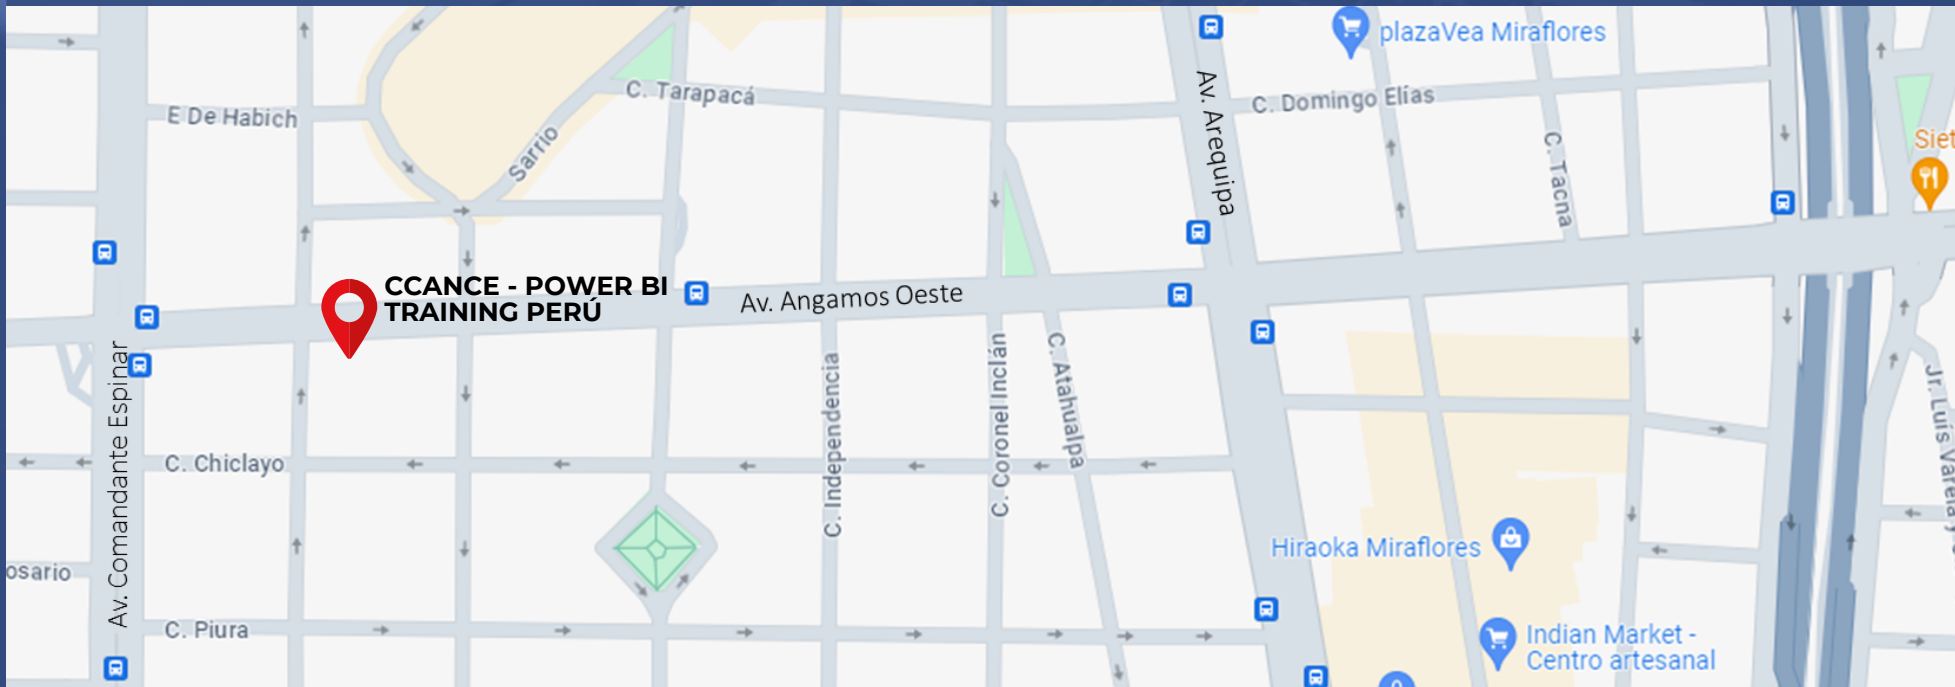 plazaVea Miraflores
C. Tarapacá
E De Habich
Sarrio
Av. Arequipa
C. Domingo Elías
C. Tacna
Siet
CCANCE - POWER BI
TRAINING PERÚ
Av. Angamos Oeste
Av. Comandante Espinar
C. Independencia
C. Coronel Inclán
C. Atahualpa
C. Chiclayo
Jr. Luis Varela y
Hiraoka Miraflores
osario
C. Piura
Indian Market -
Centro artesanal